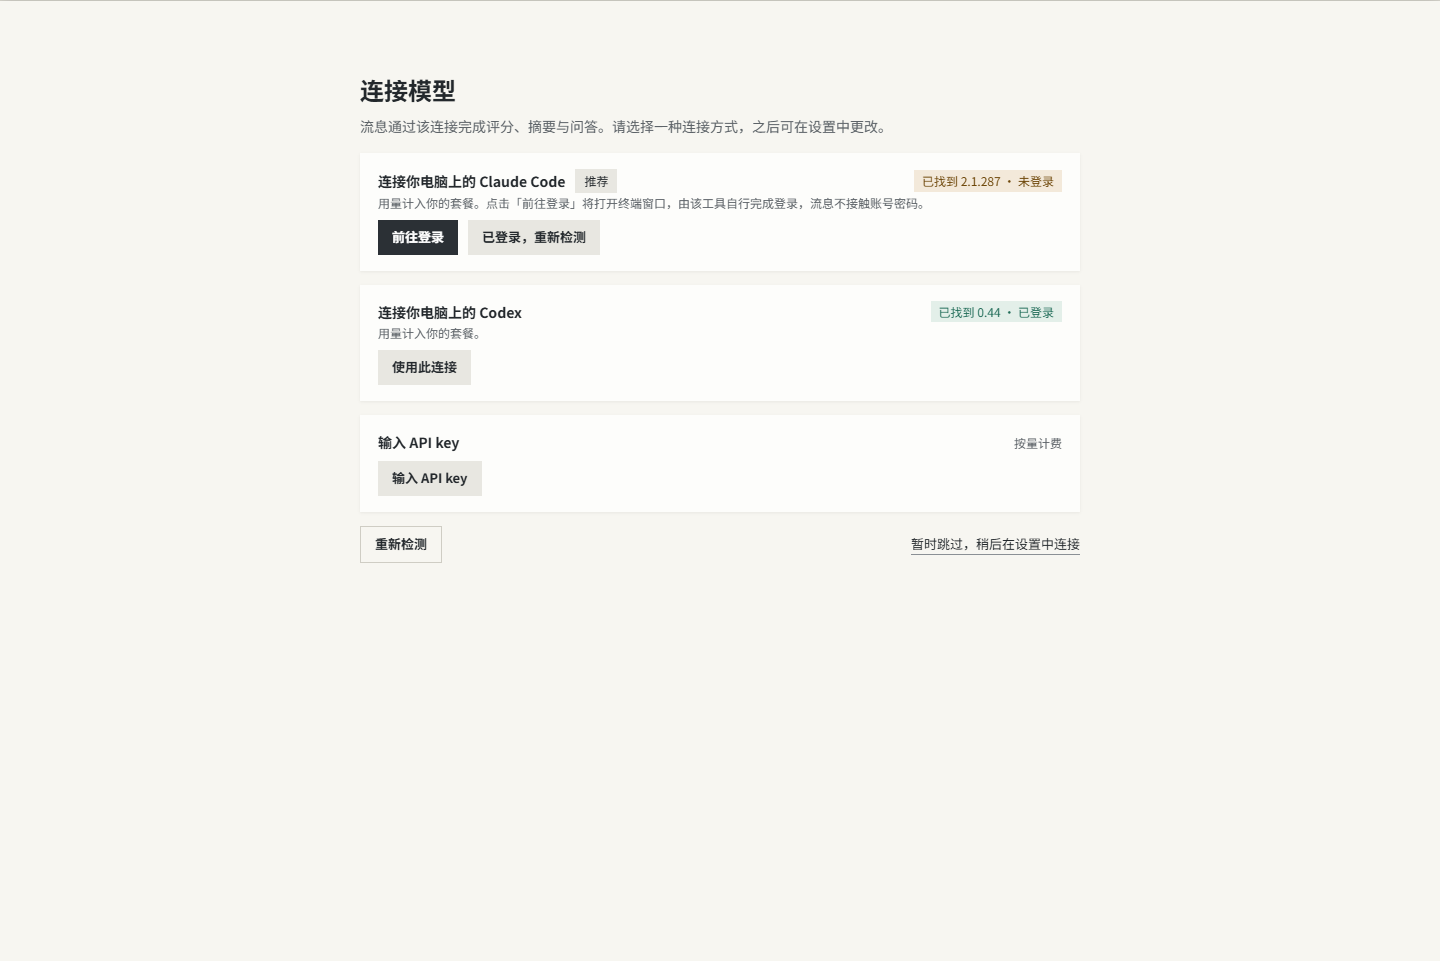 连接模型
流息通过该连接完成评分、摘要与问答。请选择一种连接方式，之后可在设置中更改。
连接你电脑上的 Claude Code 推荐 已找到 2.1.287 · 未登录
用量计入你的套餐。点击「前往登录」将打开终端窗口，由该工具自行完成登录，流息不接触账号密码。
前往登录 已登录，重新检测
连接你电脑上的 Codex 已找到 0.44 · 已登录
用量计入你的套餐。
使用此连接
输入 API key 按量计费
输入 API key
重新检测 暂时跳过，稍后在设置中连接